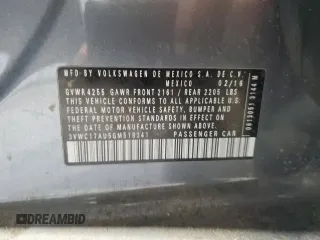 MFD. BY VOLKSWAGEN DE MEXICO S.A. DE C.V.
MEXICO 02/16
GVWR 4255 GAWR FRONT 2161 / REAR 2205 LBS
THIS VEHICLE CONFORMS TO ALL APPLICABLE
FEDERAL MOTOR VEHICLE SAFETY, BUMPER AND
THEFT PREVENTION STANDARDS IN EFFECT ON THE
DATE OF MANUFACTURE SHOWN ABOVE.
PASSENGER CAR
DREAMBID